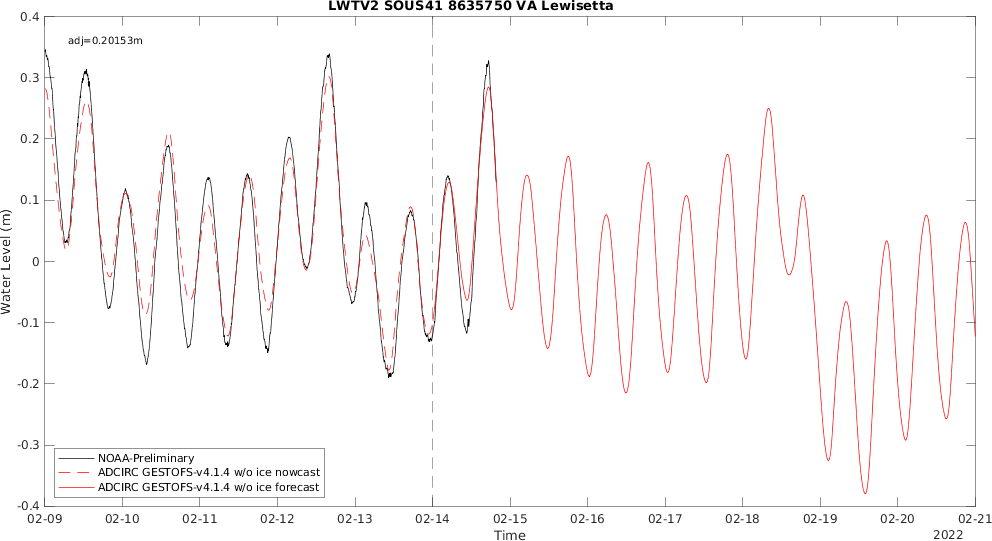 LWTV2 SOUS41 8635750 VA Lewisetta
adj=0.20153m
0.4
0.3
0.2
0.1
0
-0.1
-0.2
-0.3
-0.4
Water Level (m)
NOAA-Preliminary
ADCIRC GESTOFS-v4.1.4 w/o ice nowcast
ADCIRC GESTOFS-v4.1.4 w/o ice forecast
02-09 02-10 02-11 02-12 02-13 02-14 02-15 02-16 02-17 02-18 02-19 02-20 02-21
Time
2022